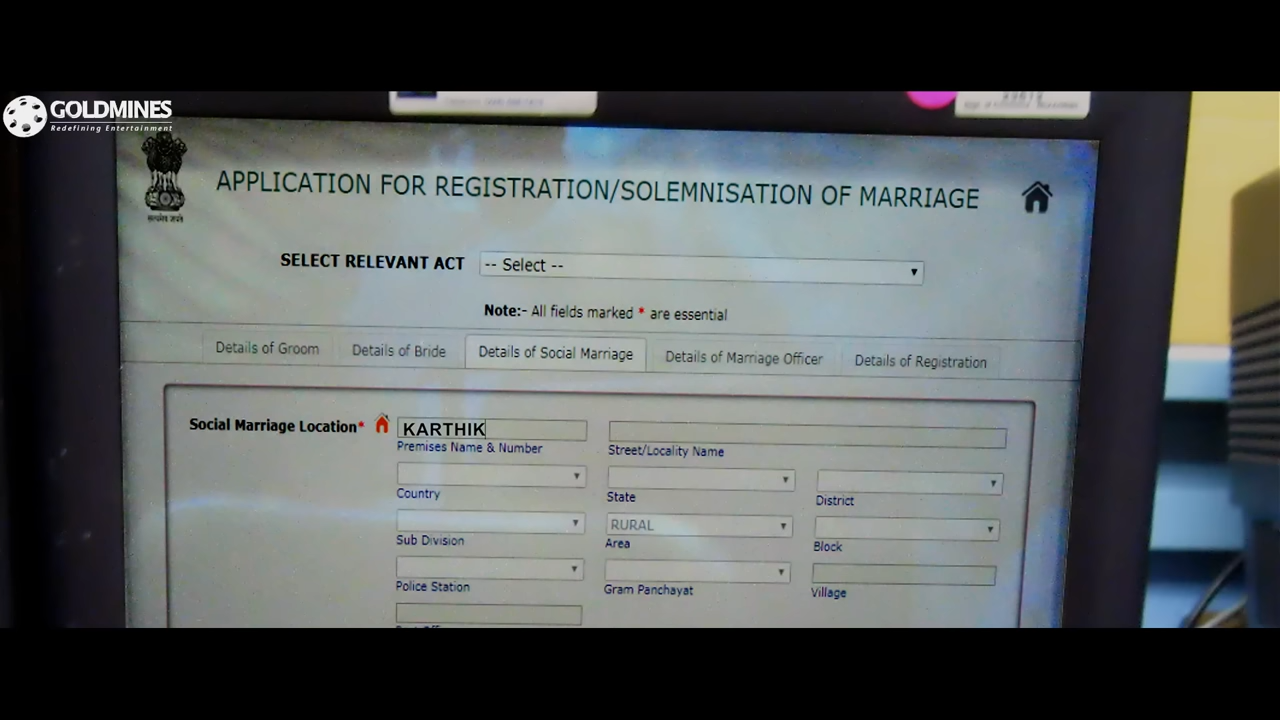 GOLDMINES
Redefining Entertainment
सत्यमेव जयते
APPLICATION FOR REGISTRATION/SOLEMNISATION OF MARRIAGE
SELECT RELEVANT ACT
-- Select --
Note:- All fields marked * are essential
Details of Groom
Details of Bride
Details of Social Marriage
Details of Marriage Officer
Details of Registration
Social Marriage Location*
KARTHIK
Premises Name & Number
Street/Locality Name
Country
State
District
RURAL
Sub Division
Area
Block
Police Station
Gram Panchayat
Village